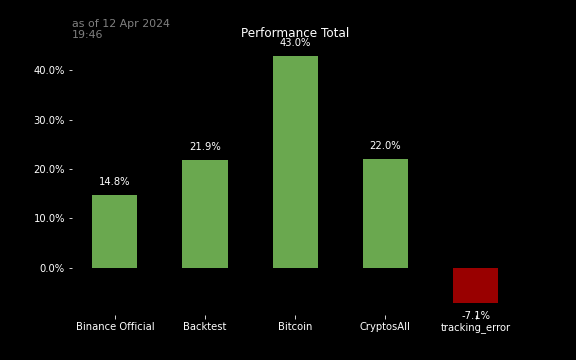 as of 12 Apr 2024
19:46
Performance Total
43.0%
40.0%
30.0%
21.9%
22.0%
20.0%
14.8%
10.0%
0.0%
-7.1%
Binance Official
Backtest
Bitcoin
CryptosAll
tracking_error